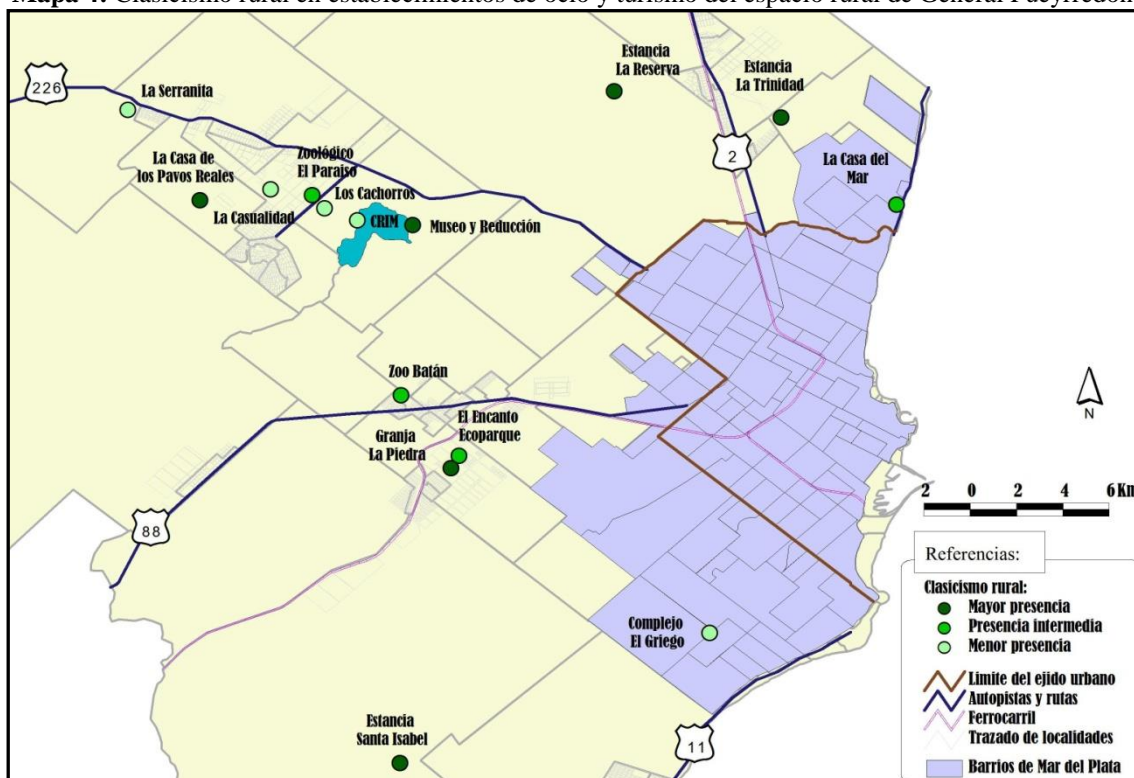 Mapa 4. Clasicismo rural en establecimientos de ocio y turismo del espacio rural de General Pueyrredon
226
La Serranita
Estancia
La Reserva
Estancia
La Trinidad
2
La Casa de
los Pavos Reales
Zoológico
El Paraiso
La Casa del
Mar
Los Cachorros
La Casualidad
CRIM
Museo y Reducción
Zoo Batán
N
El Encanto
Ecoparque
Granja
La Piedra
2 0 2 4 6 Km
88
Referencias:
Clasicismo rural:
Mayor presencia
Presencia intermedia
Menor presencia
Complejo
El Griego
Limite del ejido urbano
Autopistas y rutas
Ferrocarril
Trazado de localidades
Barrios de Mar del Plata
Estancia
Santa Isabel
11